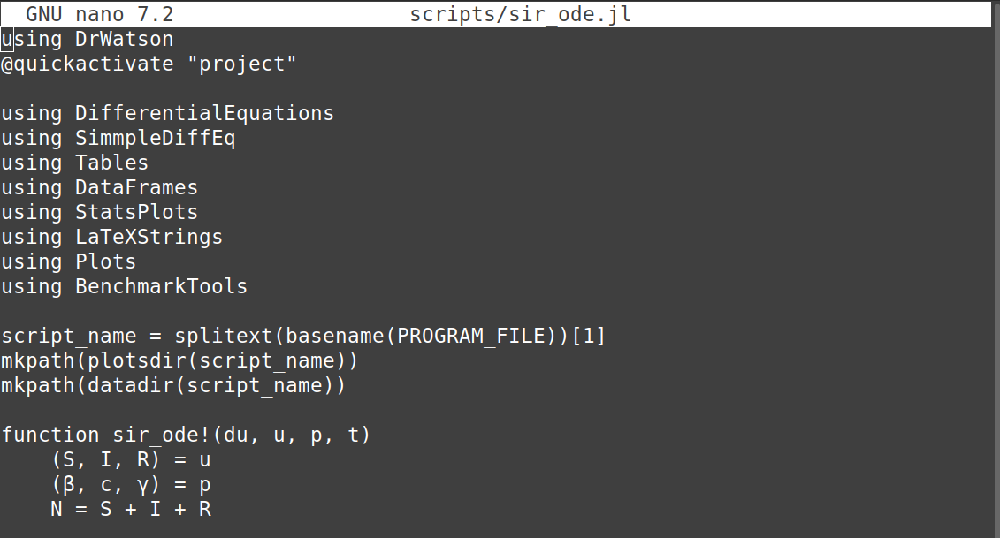 GNU nano 7.2 scripts/sir_ode.jl
using DrWatson
@quickactivate "project"

using DifferentialEquations
using SimmpleDiffEq
using Tables
using DataFrames
using StatsPlots
using LaTeXStrings
using Plots
using BenchmarkTools

script_name = splitext(basename(PROGRAM_FILE))[1]
mkpath(plotsdir(script_name))
mkpath(datadir(script_name))

function sir_ode!(du, u, p, t)
    (S, I, R) = u
    (β, c, γ) = p
    N = S + I + R